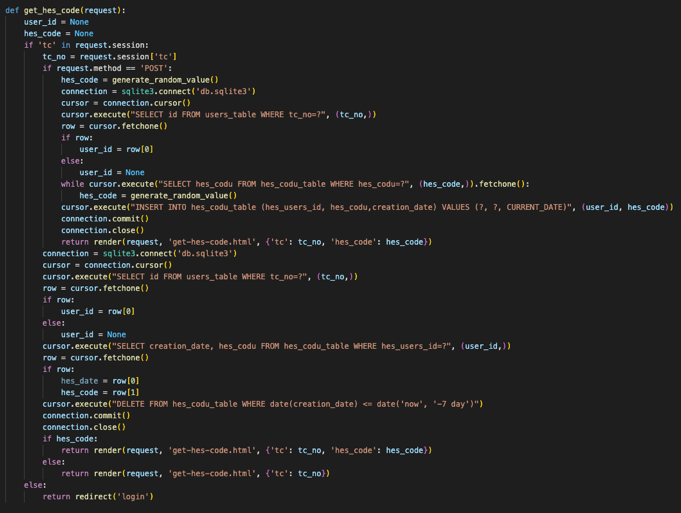 def get_hes_code(request):
    user_id = None
    hes_code = None
    if 'tc' in request.session:
        tc_no = request.session['tc']
        if request.method == 'POST':
            hes_code = generate_random_value()
            connection = sqlite3.connect('db.sqlite3')
            cursor = connection.cursor()
            cursor.execute("SELECT id FROM users_table WHERE tc_no=?", (tc_no,))
            row = cursor.fetchone()
            if row:
                user_id = row[0]
            else:
                user_id = None
            while cursor.execute("SELECT hes_codu FROM hes_codu_table WHERE hes_codu=?", (hes_code,)).fetchone():
                hes_code = generate_random_value()
            cursor.execute("INSERT INTO hes_codu_table (hes_users_id, hes_codu,creation_date) VALUES (?, ?, CURRENT_DATE)", (user_id, hes_code))
            connection.commit()
            connection.close()
            return render(request, 'get-hes-code.html', {'tc': tc_no, 'hes_code': hes_code})
        connection = sqlite3.connect('db.sqlite3')
        cursor = connection.cursor()
        cursor.execute("SELECT id FROM users_table WHERE tc_no=?", (tc_no,))
        row = cursor.fetchone()
        if row:
            user_id = row[0]
        else:
            user_id = None
        cursor.execute("SELECT creation_date, hes_codu FROM hes_codu_table WHERE hes_users_id=?", (user_id,))
        row = cursor.fetchone()
        if row:
            hes_date = row[0]
            hes_code = row[1]
        cursor.execute("DELETE FROM hes_codu_table WHERE date(creation_date) <= date('now', '-7 day')")
        connection.commit()
        connection.close()
        if hes_code:
            return render(request, 'get-hes-code.html', {'tc': tc_no, 'hes_code': hes_code})
        else:
            return render(request, 'get-hes-code.html', {'tc': tc_no})
    else:
        return redirect('login')